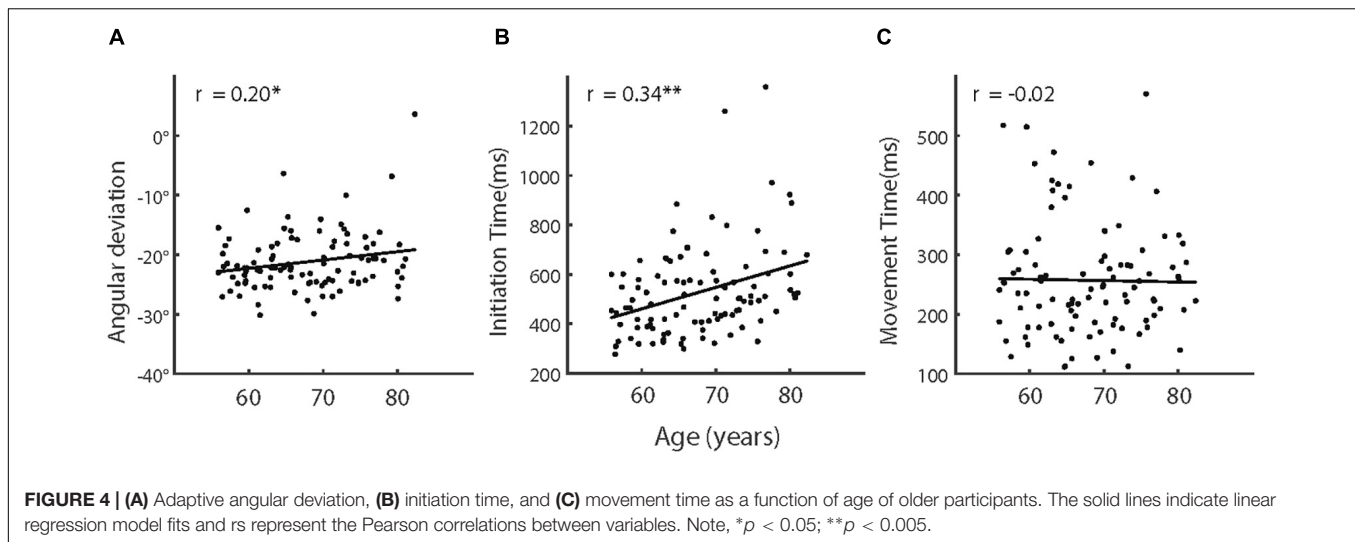 A
B
C
r = 0.20*
r = 0.34**
r = -0.02
Angular deviation
0°
-10°
-20°
-30°
-40°
60
70
80
Initiation Time(ms)
1200
1000
800
600
400
200
60
70
80
Movement Time(ms)
500
400
300
200
100
60
70
80
Age (years)
FIGURE 4 | (A) Adaptive angular deviation, (B) initiation time, and (C) movement time as a function of age of older participants. The solid lines indicate linear
regression model fits and rs represent the Pearson correlations between variables. Note, *p < 0.05; **p < 0.005.